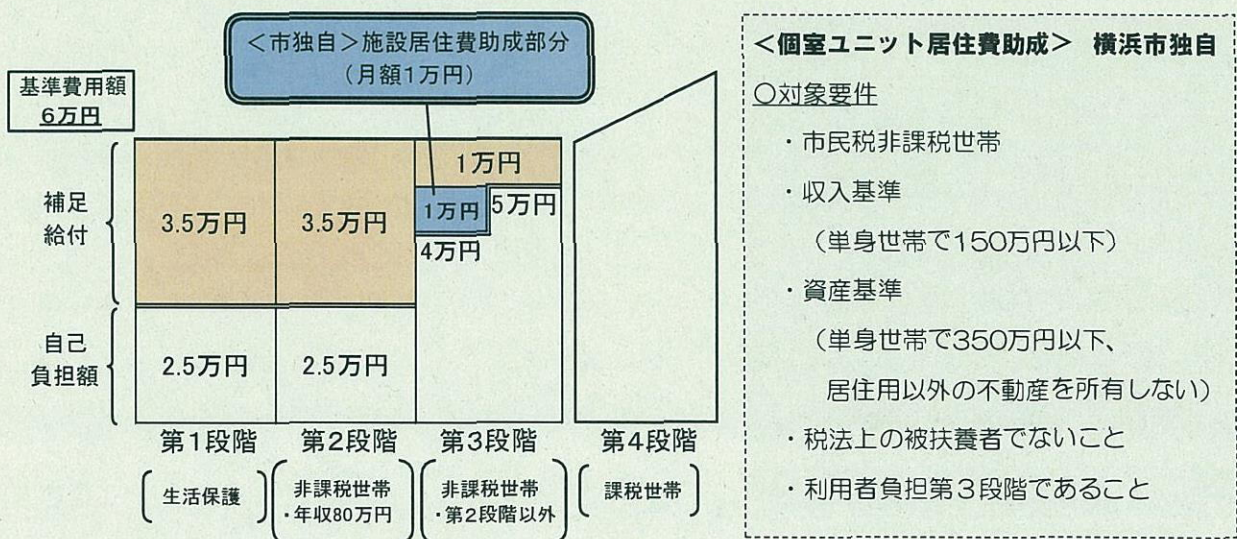 ＜市独自＞施設居住費助成部分
（月額1万円）
基準費用額
6万円
補足
給付
自己
負担額
3.5万円
3.5万円
1万円
1万円
5万円
4万円
2.5万円
2.5万円
第1段階
第2段階
第3段階
第4段階
生活保護
非課税世帯
・年収80万円
非課税世帯
・第2段階以外
課税世帯
＜個室ユニット居住費助成＞　横浜市独自
○対象要件
・市民税非課税世帯
・収入基準
（単身世帯で150万円以下）
・資産基準
（単身世帯で350万円以下、
居住用以外の不動産を所有しない）
・税法上の被扶養者でないこと
・利用者負担第３段階であること